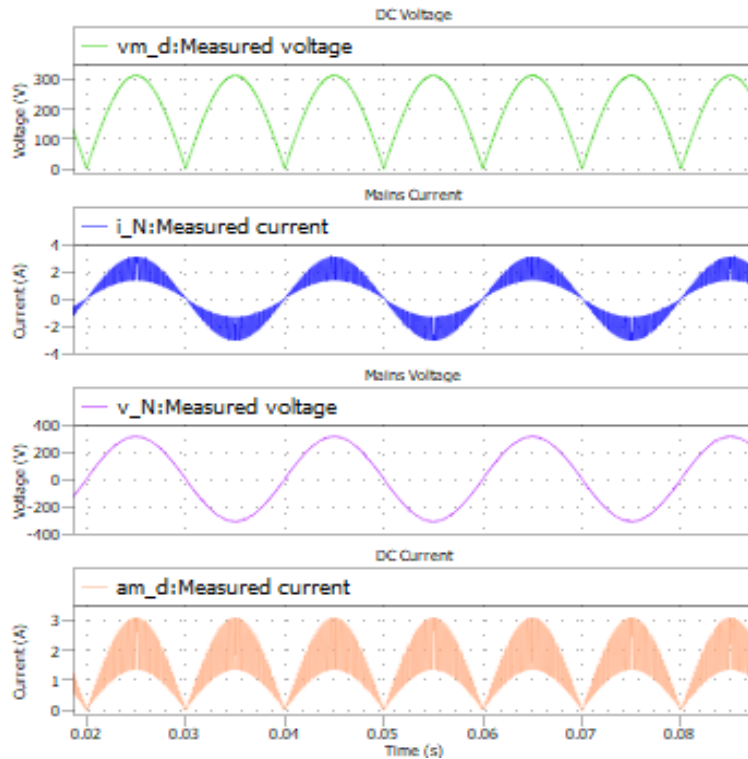 DC Voltage
vm_d:Measured voltage
Voltage (V)
300
200
100
0
Mains Current
i_N:Measured current
Current (A)
4
2
0
-2
-4
Mains Voltage
v_N:Measured voltage
Voltage (V)
400
200
0
-200
-400
DC Current
am_d:Measured current
Current (A)
3
2
1
0
0.02 0.03 0.04 0.05 0.06 0.07 0.08
Time (s)